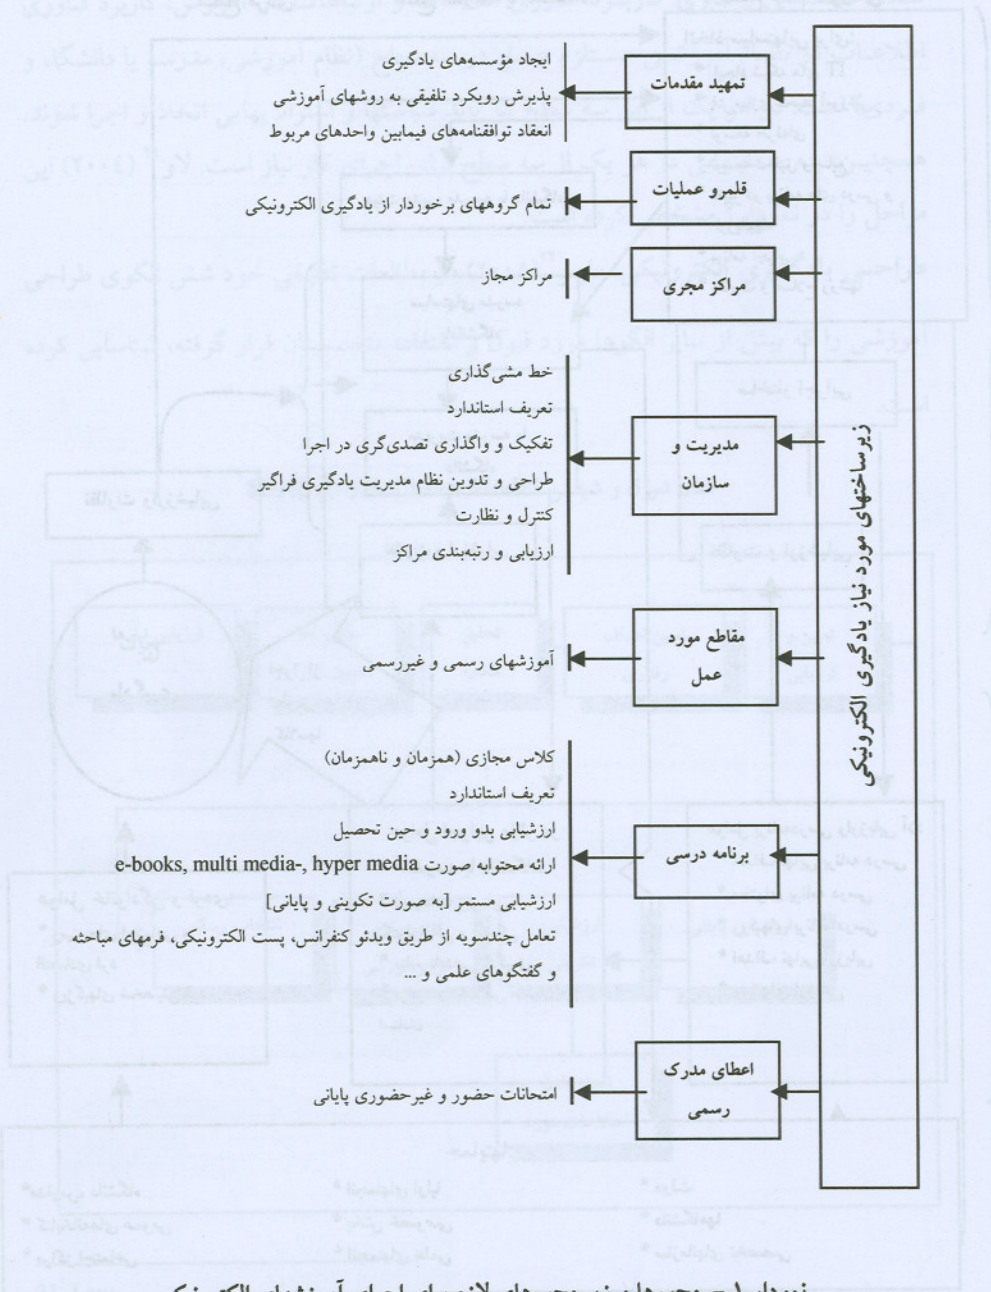 زیرساختهای مورد نیاز یادگیری الکترونیکی
تمهید مقدمات
ایجاد مؤسسه‌های یادگیری
پذیرش رویکرد تلفیقی به روشهای آموزشی
انعقاد توافقنامه‌های فیمابین واحدهای مربوط
قلمرو عملیات
تمام گروههای برخوردار از یادگیری الکترونیکی
مراکز مجری
مراکز مجاز
مدیریت و
سازمان
خط مشی‌گذاری
تعریف استاندارد
تفکیک و واگذاری تصدی‌گری در اجرا
طراحی و تدوین نظام مدیریت یادگیری فراگیر
کنترل و نظارت
ارزیابی و رتبه‌بندی مراکز
مقاطع مورد
عمل
آموزشهای رسمی و غیررسمی
برنامه درسی
کلاس مجازی (همزمان و ناهمزمان)
تعریف استاندارد
ارزشیابی بدو ورود و حین تحصیل
ارائه محتوابه صورت e-books, multi media-, hyper media
ارزشیابی مستمر [به صورت تکوینی و پایانی]
تعامل چندسویه از طریق ویدئو کنفرانس، پست الکترونیکی، فرمهای مباحثه
و گفتگوهای علمی و ...
اعطای مدرک
رسمی
امتحانات حضور و غیرحضوری پایانی